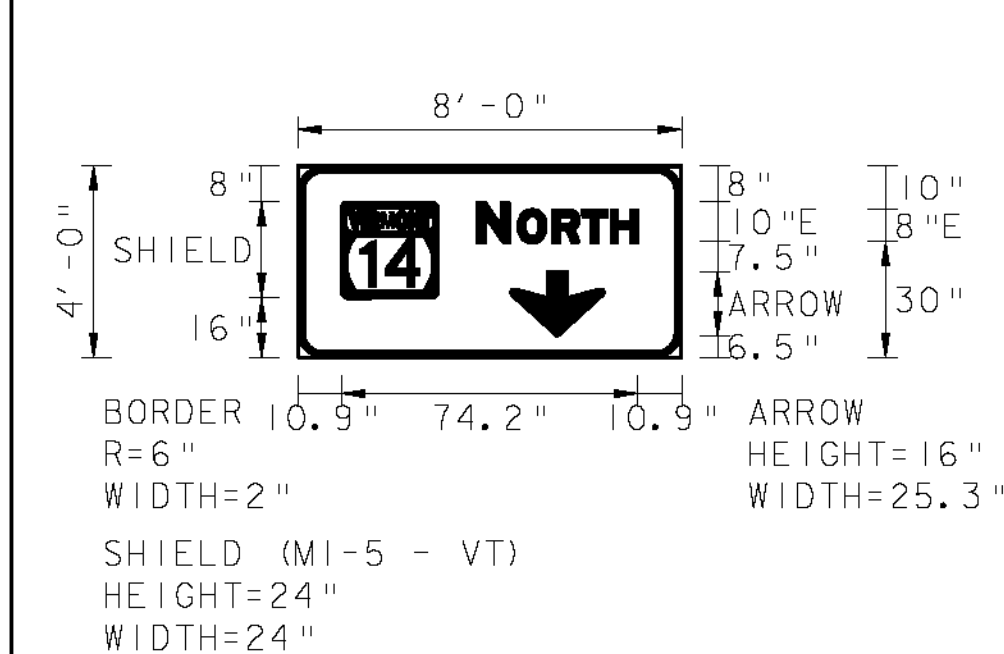 8'-0"
4'-0"
8"
SHIELD
16"
VERMONT
14
NORTH
8"
10"E
7.5"
ARROW
6.5"
10"
8"E
30"
10.9" 74.2" 10.9"
BORDER
R=6"
WIDTH=2"
ARROW
HEIGHT=16"
WIDTH=25.3"
SHIELD (M1-5 - VT)
HEIGHT=24"
WIDTH=24"